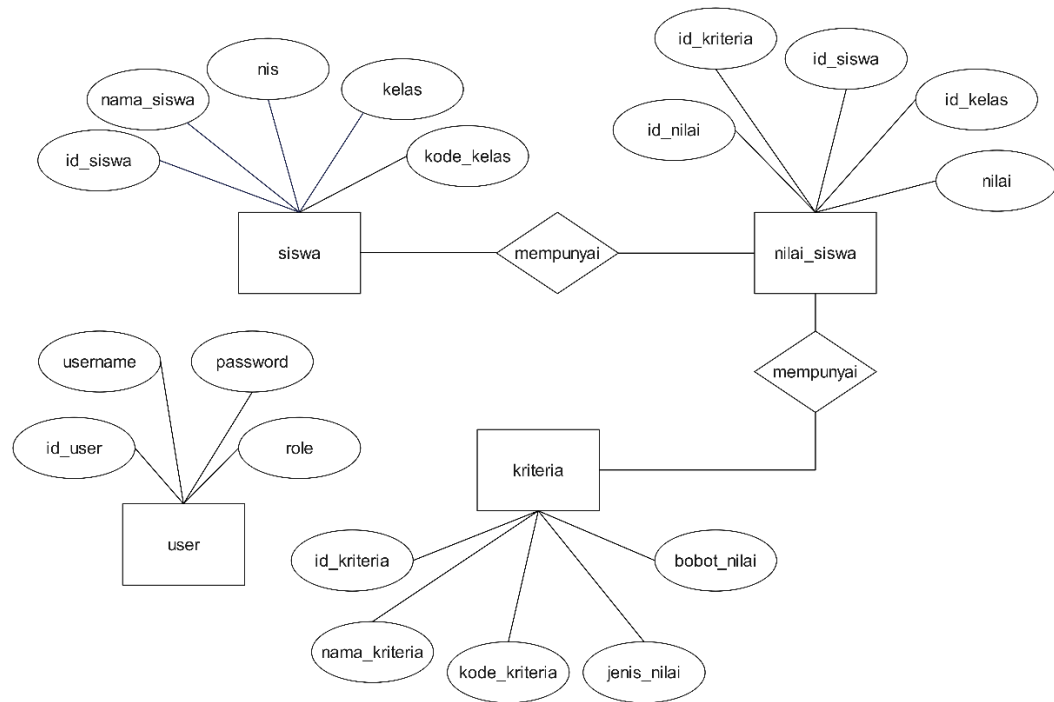 id_kriteria
nis
id_siswa
nama_siswa
kelas
id_kelas
id_siswa
kode_kelas
id_nilai
nilai
siswa
mempunyai
nilai_siswa
username
password
mempunyai
id_user
role
kriteria
user
id_kriteria
bobot_nilai
nama_kriteria
kode_kriteria
jenis_nilai